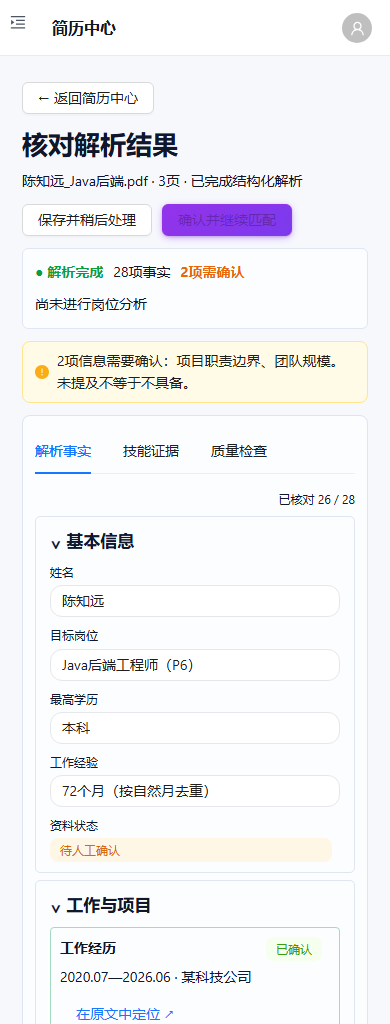 简历中心
← 返回简历中心
核对解析结果
陈知远_Java后端.pdf · 3页 · 已完成结构化解析
保存并稍后处理
确认并继续匹配
● 解析完成 28项事实 2项需确认
尚未进行岗位分析
2项信息需要确认：项目职责边界、团队规模。
未提及不等于不具备。
解析事实 技能证据 质量检查
已核对 26 / 28
基本信息
姓名
陈知远
目标岗位
Java后端工程师（P6）
最高学历
本科
工作经验
72个月（按自然月去重）
资料状态
待人工确认
工作与项目
工作经历 已确认
2020.07—2026.06 · 某科技公司
在原文中定位 ↗